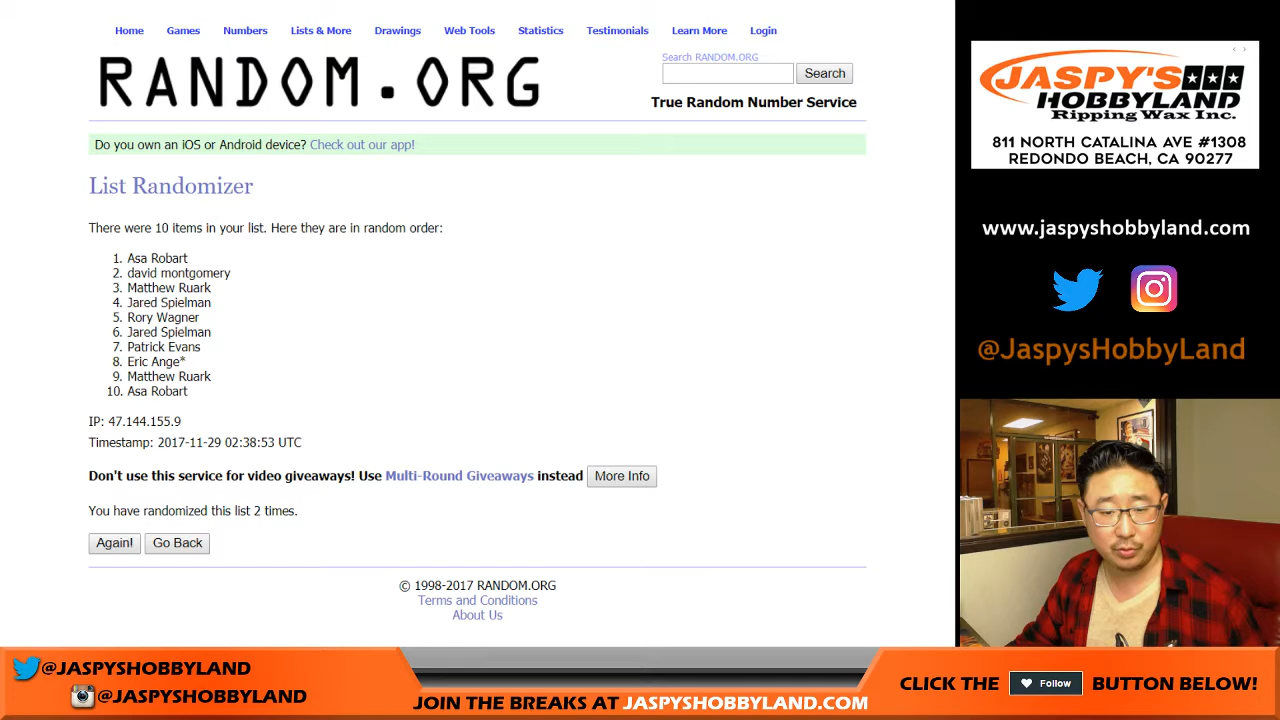 Home Games Numbers Lists & More Drawings Web Tools Statistics Testimonials Learn More Login
RANDOM.ORG
Search RANDOM.ORG
Search
True Random Number Service
Do you own an iOS or Android device? Check out our app!
List Randomizer
There were 10 items in your list. Here they are in random order:
1. Asa Robart
2. david montgomery
3. Matthew Ruark
4. Jared Spielman
5. Rory Wagner
6. Jared Spielman
7. Patrick Evans
8. Eric Ange*
9. Matthew Ruark
10. Asa Robart
IP: 47.144.155.9
Timestamp: 2017-11-29 02:38:53 UTC
Don't use this service for video giveaways! Use Multi-Round Giveaways instead More Info
You have randomized this list 2 times.
Again! Go Back
© 1998-2017 RANDOM.ORG
Terms and Conditions
About Us
JASPY'S
HOBBYLAND
Ripping Wax Inc.
811 NORTH CATALINA AVE #1308
REDONDO BEACH, CA 90277
www.jaspyshobbyland.com
@JaspysHobbyLand
@JASPYSHOBBYLAND
@JASPYSHOBBYLAND
JOIN THE BREAKS AT JASPYSHOBBYLAND.COM
CLICK THE Follow BUTTON BELOW!